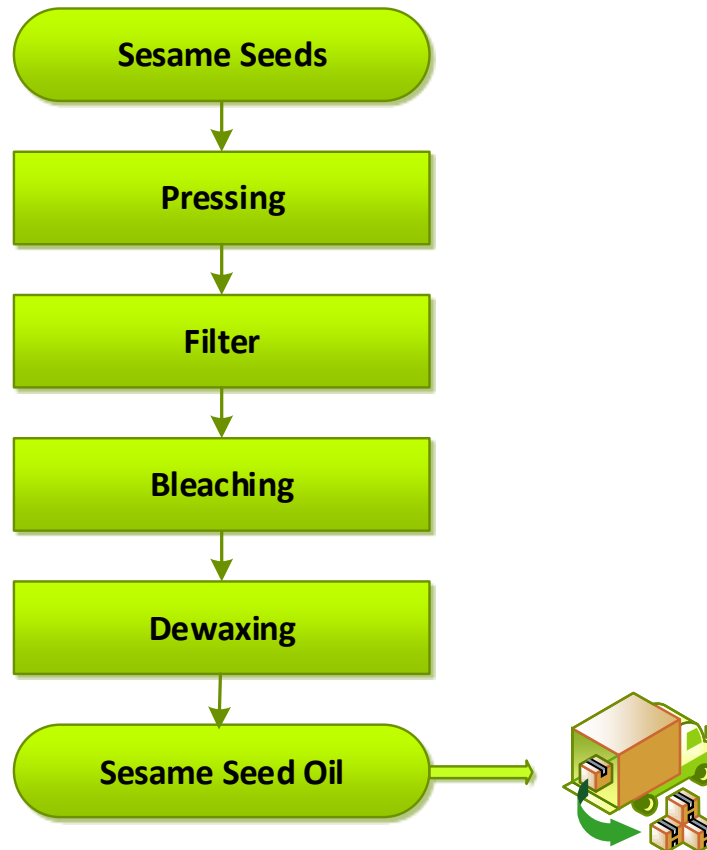 Sesame Seeds
Pressing
Filter
Bleaching
Dewaxing
Sesame Seed Oil